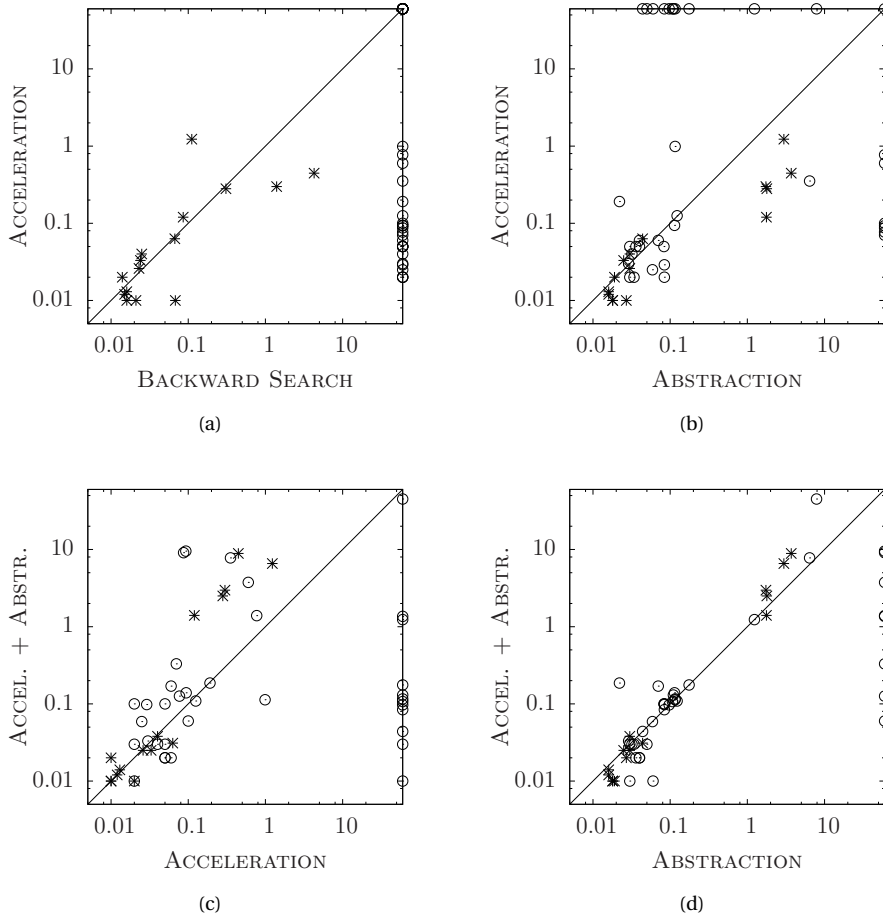 10
1
0.1
0.01
ACCELERATION
0.01 0.1 1 10
BACKWARD SEARCH
(a)
10
1
0.1
0.01
ACCELERATION
0.01 0.1 1 10
ABSTRACTION
(b)
10
1
0.1
0.01
ACCEL. + ABSTR.
0.01 0.1 1 10
ACCELERATION
(c)
10
1
0.1
0.01
ACCEL. + ABSTR.
0.01 0.1 1 10
ABSTRACTION
(d)